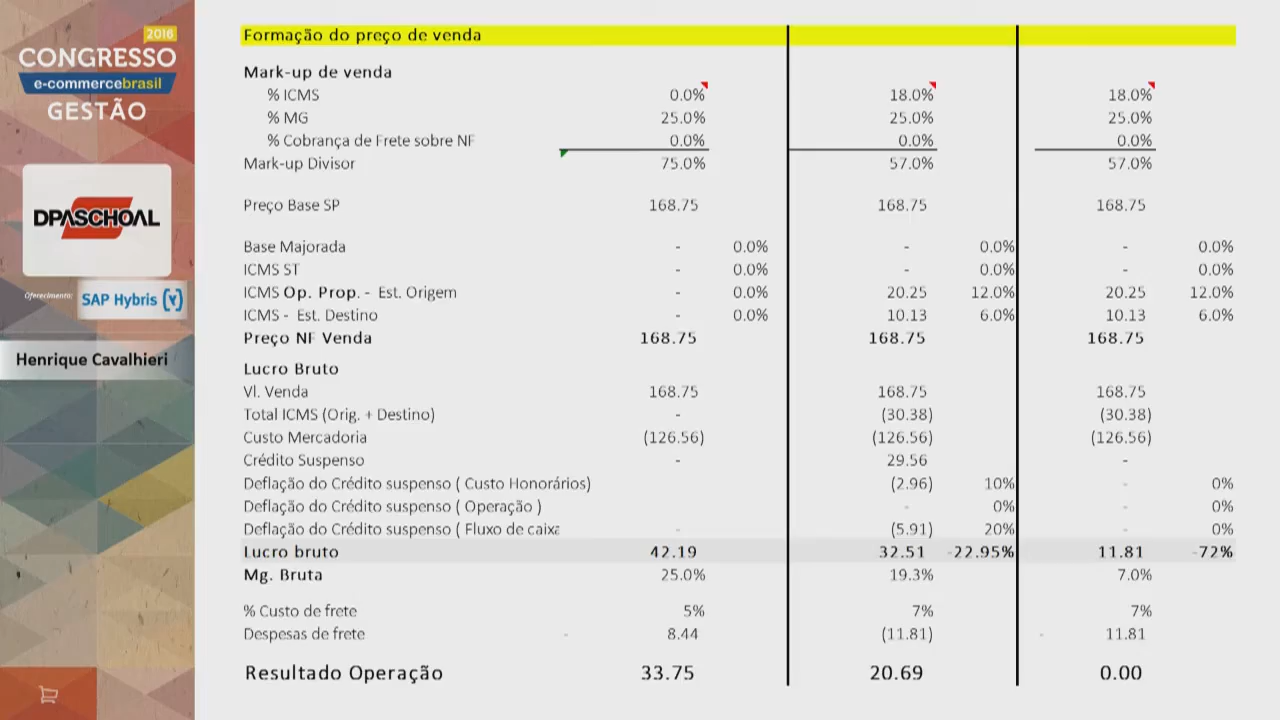 2016
CONGRESSO
e-commercebrasil
GESTÃO
DPASCHOAL
Oferecimento:
SAP Hybris (Y)
Henrique Cavalhieri
Formação do preço de venda
Mark-up de venda
% ICMS 0.0% 18.0% 18.0%
% MG 25.0% 25.0% 25.0%
% Cobrança de Frete sobre NF 0.0% 0.0% 0.0%
Mark-up Divisor 75.0% 57.0% 57.0%
Preço Base SP 168.75 168.75 168.75
Base Majorada - 0.0% - 0.0% - 0.0%
ICMS ST - 0.0% - 0.0% - 0.0%
ICMS Op. Prop. - Est. Origem - 0.0% 20.25 12.0% 20.25 12.0%
ICMS - Est. Destino - 0.0% 10.13 6.0% 10.13 6.0%
Preço NF Venda 168.75 168.75 168.75
Lucro Bruto
Vl. Venda 168.75 168.75 168.75
Total ICMS (Orig. + Destino) - (30.38) (30.38)
Custo Mercadoria (126.56) (126.56) (126.56)
Crédito Suspenso - 29.56 -
Deflação do Crédito suspenso ( Custo Honorários) (2.96) 10% - 0%
Deflação do Crédito suspenso ( Operação ) - 0% 0%
Deflação do Crédito suspenso ( Fluxo de caixa - (5.91) 20% - 0%
Lucro bruto 42.19 32.51 -22.95% 11.81 -72%
Mg. Bruta 25.0% 19.3% 7.0%
% Custo de frete 5% 7% 7%
Despesas de frete - 8.44 (11.81) - 11.81
Resultado Operação 33.75 20.69 0.00